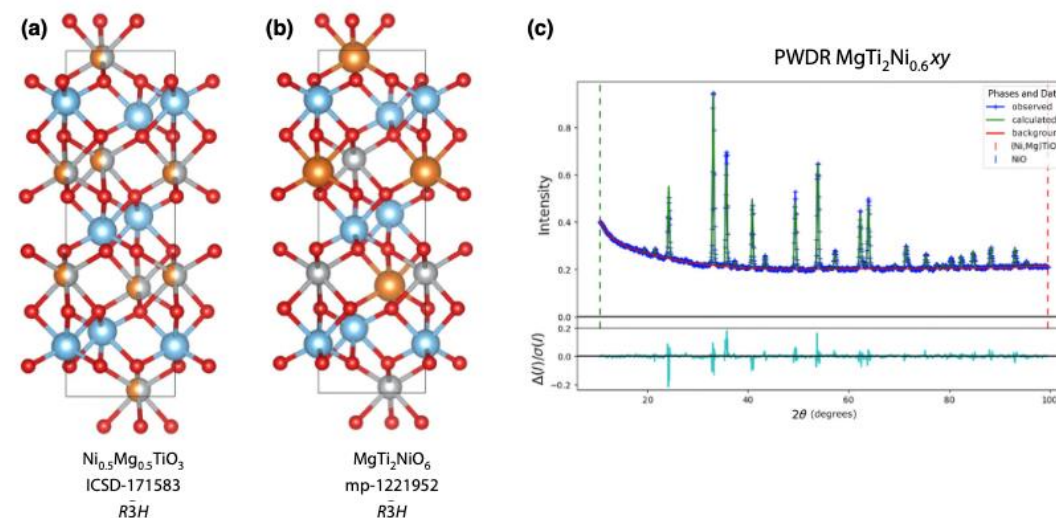 (a)
(b)
(c)
PWDR MgTi₂Ni₀.₆xy
Phases and Dat
observed
calculated
background
(Ni,Mg)TiO
NiO
Intensity
0.8
0.6
0.4
0.2
0.0
Δ(I)/σ(I)
0.2
0.0
−0.2
20
40
60
80
100
2θ (degrees)
Ni₀.₅Mg₀.₅TiO₃
ICSD-171583
R3̅H
MgTi₂NiO₆
mp-1221952
R3̅H